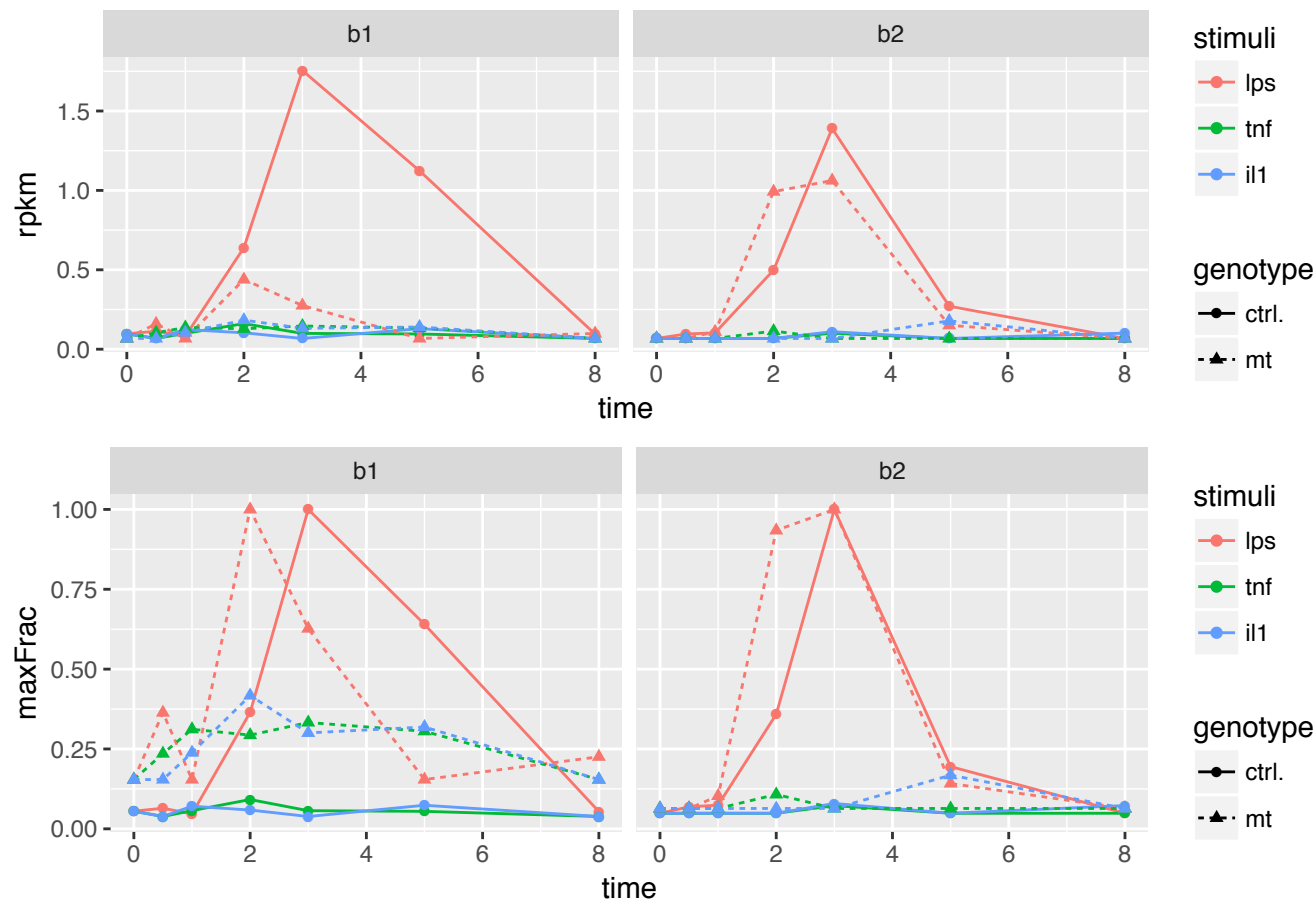 b1 b2
stimuli
lps
tnf
il1
genotype
ctrl.
mt
rpkm
1.5
1.0
0.5
0.0
0 2 4 6 8 0 2 4 6 8
time
b1 b2
stimuli
lps
tnf
il1
genotype
ctrl.
mt
maxFrac
1.00
0.75
0.50
0.25
0.00
0 2 4 6 8 0 2 4 6 8
time